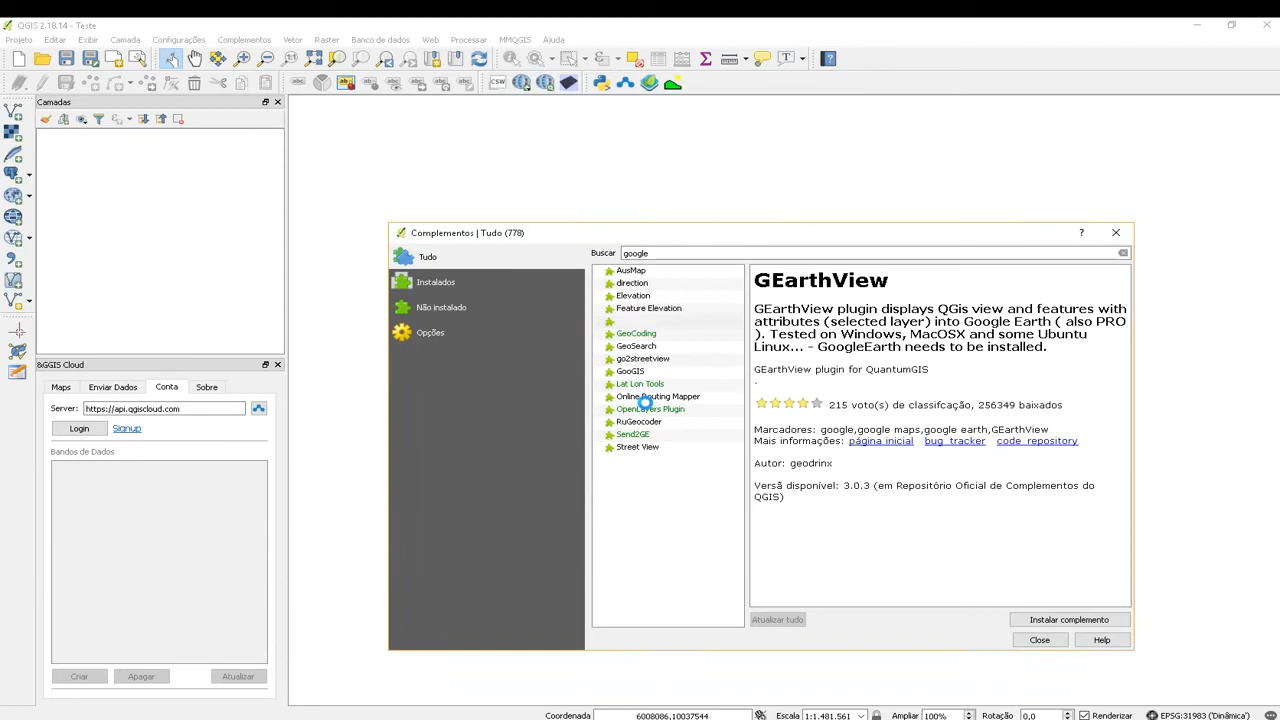 QGIS 2.18.14 - Teste
Projeto Editar Exibir Camada Configurações Complementos Vetor Raster Banco de dados Web Processar MMQGIS Ajuda
CSW
Camadas
Complementos | Tudo (778)
Tudo
Instalados
Não instalado
Opções
Buscar google
AusMap
direction
Elevation
Feature Elevation
GeoCoding
GeoSearch
go2streetview
GooGIS
Lat Lon Tools
Online Routing Mapper
OpenLayers Plugin
RuGeocoder
Send2GE
Street View
GEarthView
GEarthView plugin displays QGis view and features with
attributes (selected layer) into Google Earth ( also PRO
). Tested on Windows, MacOSX and some Ubuntu
Linux... - GoogleEarth needs to be installed.
GEarthView plugin for QuantumGIS
.
215 voto(s) de classifcação, 256349 baixados
Marcadores: google,google maps,google earth,GEarthView
Mais informações: página inicial bug tracker code repository
Autor: geodrinx
Versã disponível: 3.0.3 (em Repositório Oficial de Complementos do
QGIS)
Atualizar tudo
Instalar complemento
Close Help
&GGIS Cloud
Maps Enviar Dados Conta Sobre
Server: https://api.qgiscloud.com
Login Signup
Bandos de Dados
Criar Apagar Atualizar
Coordenada 6008086,10037544 Escala 1:1.481.561 Ampliar 100% Rotação 0,0 Renderizar EPSG:31983 ('Dinâmico')